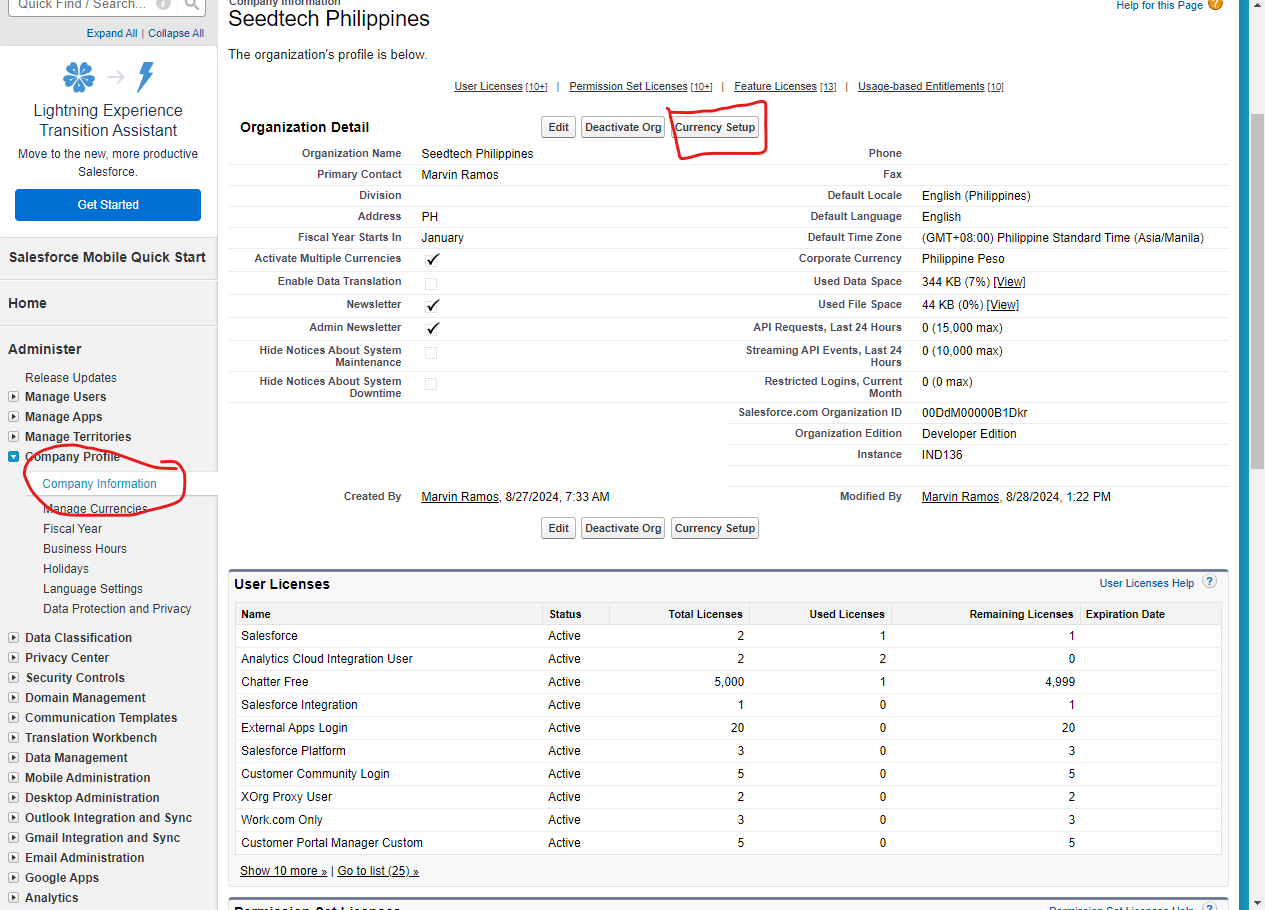 Quick Find / Search...
Expand All | Collapse All
Lightning Experience
Transition Assistant
Move to the new, more productive
Salesforce.
Get Started
Salesforce Mobile Quick Start
Home
Administer
Release Updates
Manage Users
Manage Apps
Manage Territories
Company Profile
Company Information
Manage Currencies
Fiscal Year
Business Hours
Holidays
Language Settings
Data Protection and Privacy
Data Classification
Privacy Center
Security Controls
Domain Management
Communication Templates
Translation Workbench
Data Management
Mobile Administration
Desktop Administration
Outlook Integration and Sync
Gmail Integration and Sync
Email Administration
Google Apps
Analytics
Company Information
Help for this Page ?
Seedtech Philippines
The organization's profile is below.
User Licenses [10+] | Permission Set Licenses [10+] | Feature Licenses [13] | Usage-based Entitlements [10]
Organization Detail Edit Deactivate Org Currency Setup
Organization Name Seedtech Philippines Phone
Primary Contact Marvin Ramos Fax
Division Default Locale English (Philippines)
Address PH Default Language English
Fiscal Year Starts In January Default Time Zone (GMT+08:00) Philippine Standard Time (Asia/Manila)
Activate Multiple Currencies Corporate Currency Philippine Peso
Enable Data Translation Used Data Space 344 KB (7%) [View]
Newsletter Used File Space 44 KB (0%) [View]
Admin Newsletter API Requests, Last 24 Hours 0 (15,000 max)
Hide Notices About System Maintenance Streaming API Events, Last 24 Hours 0 (10,000 max)
Hide Notices About System Downtime Restricted Logins, Current Month 0 (0 max)
Salesforce.com Organization ID 00DdM00000B1Dkr
Organization Edition Developer Edition
Instance IND136
Created By Marvin Ramos, 8/27/2024, 7:33 AM Modified By Marvin Ramos, 8/28/2024, 1:22 PM
Edit Deactivate Org Currency Setup
User Licenses User Licenses Help ?
Name Status Total Licenses Used Licenses Remaining Licenses Expiration Date
Salesforce Active 2 1 1
Analytics Cloud Integration User Active 2 2 0
Chatter Free Active 5,000 1 4,999
Salesforce Integration Active 1 0 1
External Apps Login Active 20 0 20
Salesforce Platform Active 3 0 3
Customer Community Login Active 5 0 5
XOrg Proxy User Active 2 0 2
Work.com Only Active 3 0 3
Customer Portal Manager Custom Active 5 0 5
Show 10 more » | Go to list (25) »
Permission Set Licenses Permission Set Licenses Help ?